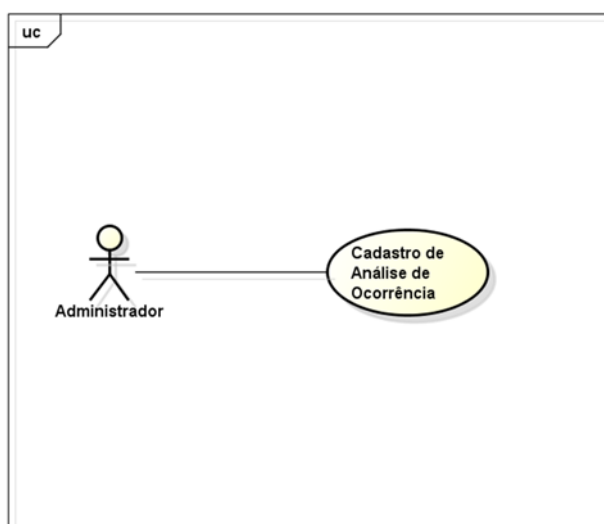 uc
Administrador
Cadastro de
Análise de
Ocorrência